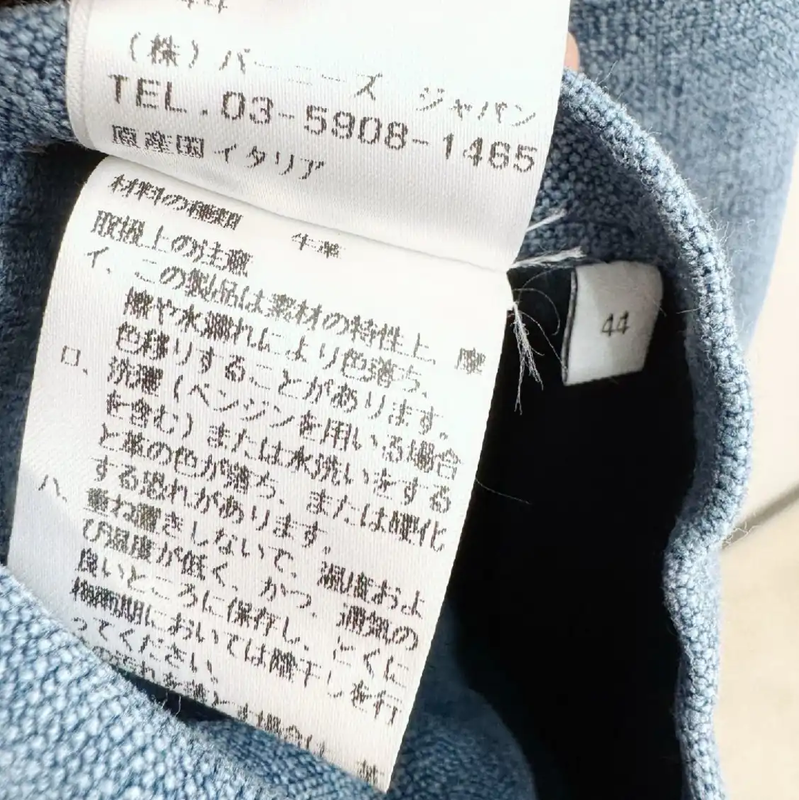 44
(株) バーニーズ ジャパン
TEL.03-5908-1465
原産国 イタリア
材料の種類 牛革
取扱上の注意
イ、この製品は素材の特性上、摩
擦や水濡れにより色落ち、
色移りすることがあります。
ロ、洗濯(ベンジンを用いる場合
を含む)または水洗いをする
と革の色が落ち、または硬化
する恐れがあります。
ハ、重ね置きしないで、温度およ
び湿度が低く、かつ、通気の
良いところに保存し、とくに
梅雨期においては陰干しを行
ってください。
44